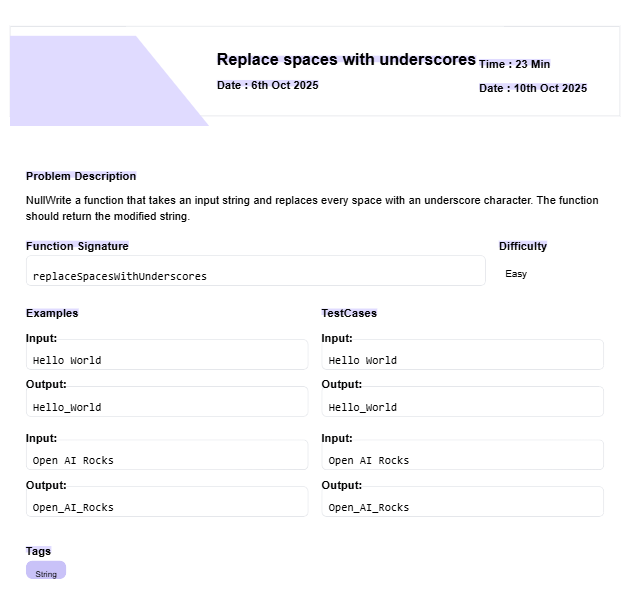 Replace spaces with underscores
Time : 23 Min
Date : 6th Oct 2025
Date : 10th Oct 2025
Problem Description
NullWrite a function that takes an input string and replaces every space with an underscore character. The function
should return the modified string.
Function Signature
Difficulty
replaceSpacesWithUnderscores
Easy
Examples
TestCases
Input:
Input:
Hello World
Hello World
Output:
Output:
Hello_World
Hello_World
Input:
Input:
Open AI Rocks
Open AI Rocks
Output:
Output:
Open_AI_Rocks
Open_AI_Rocks
Tags
String